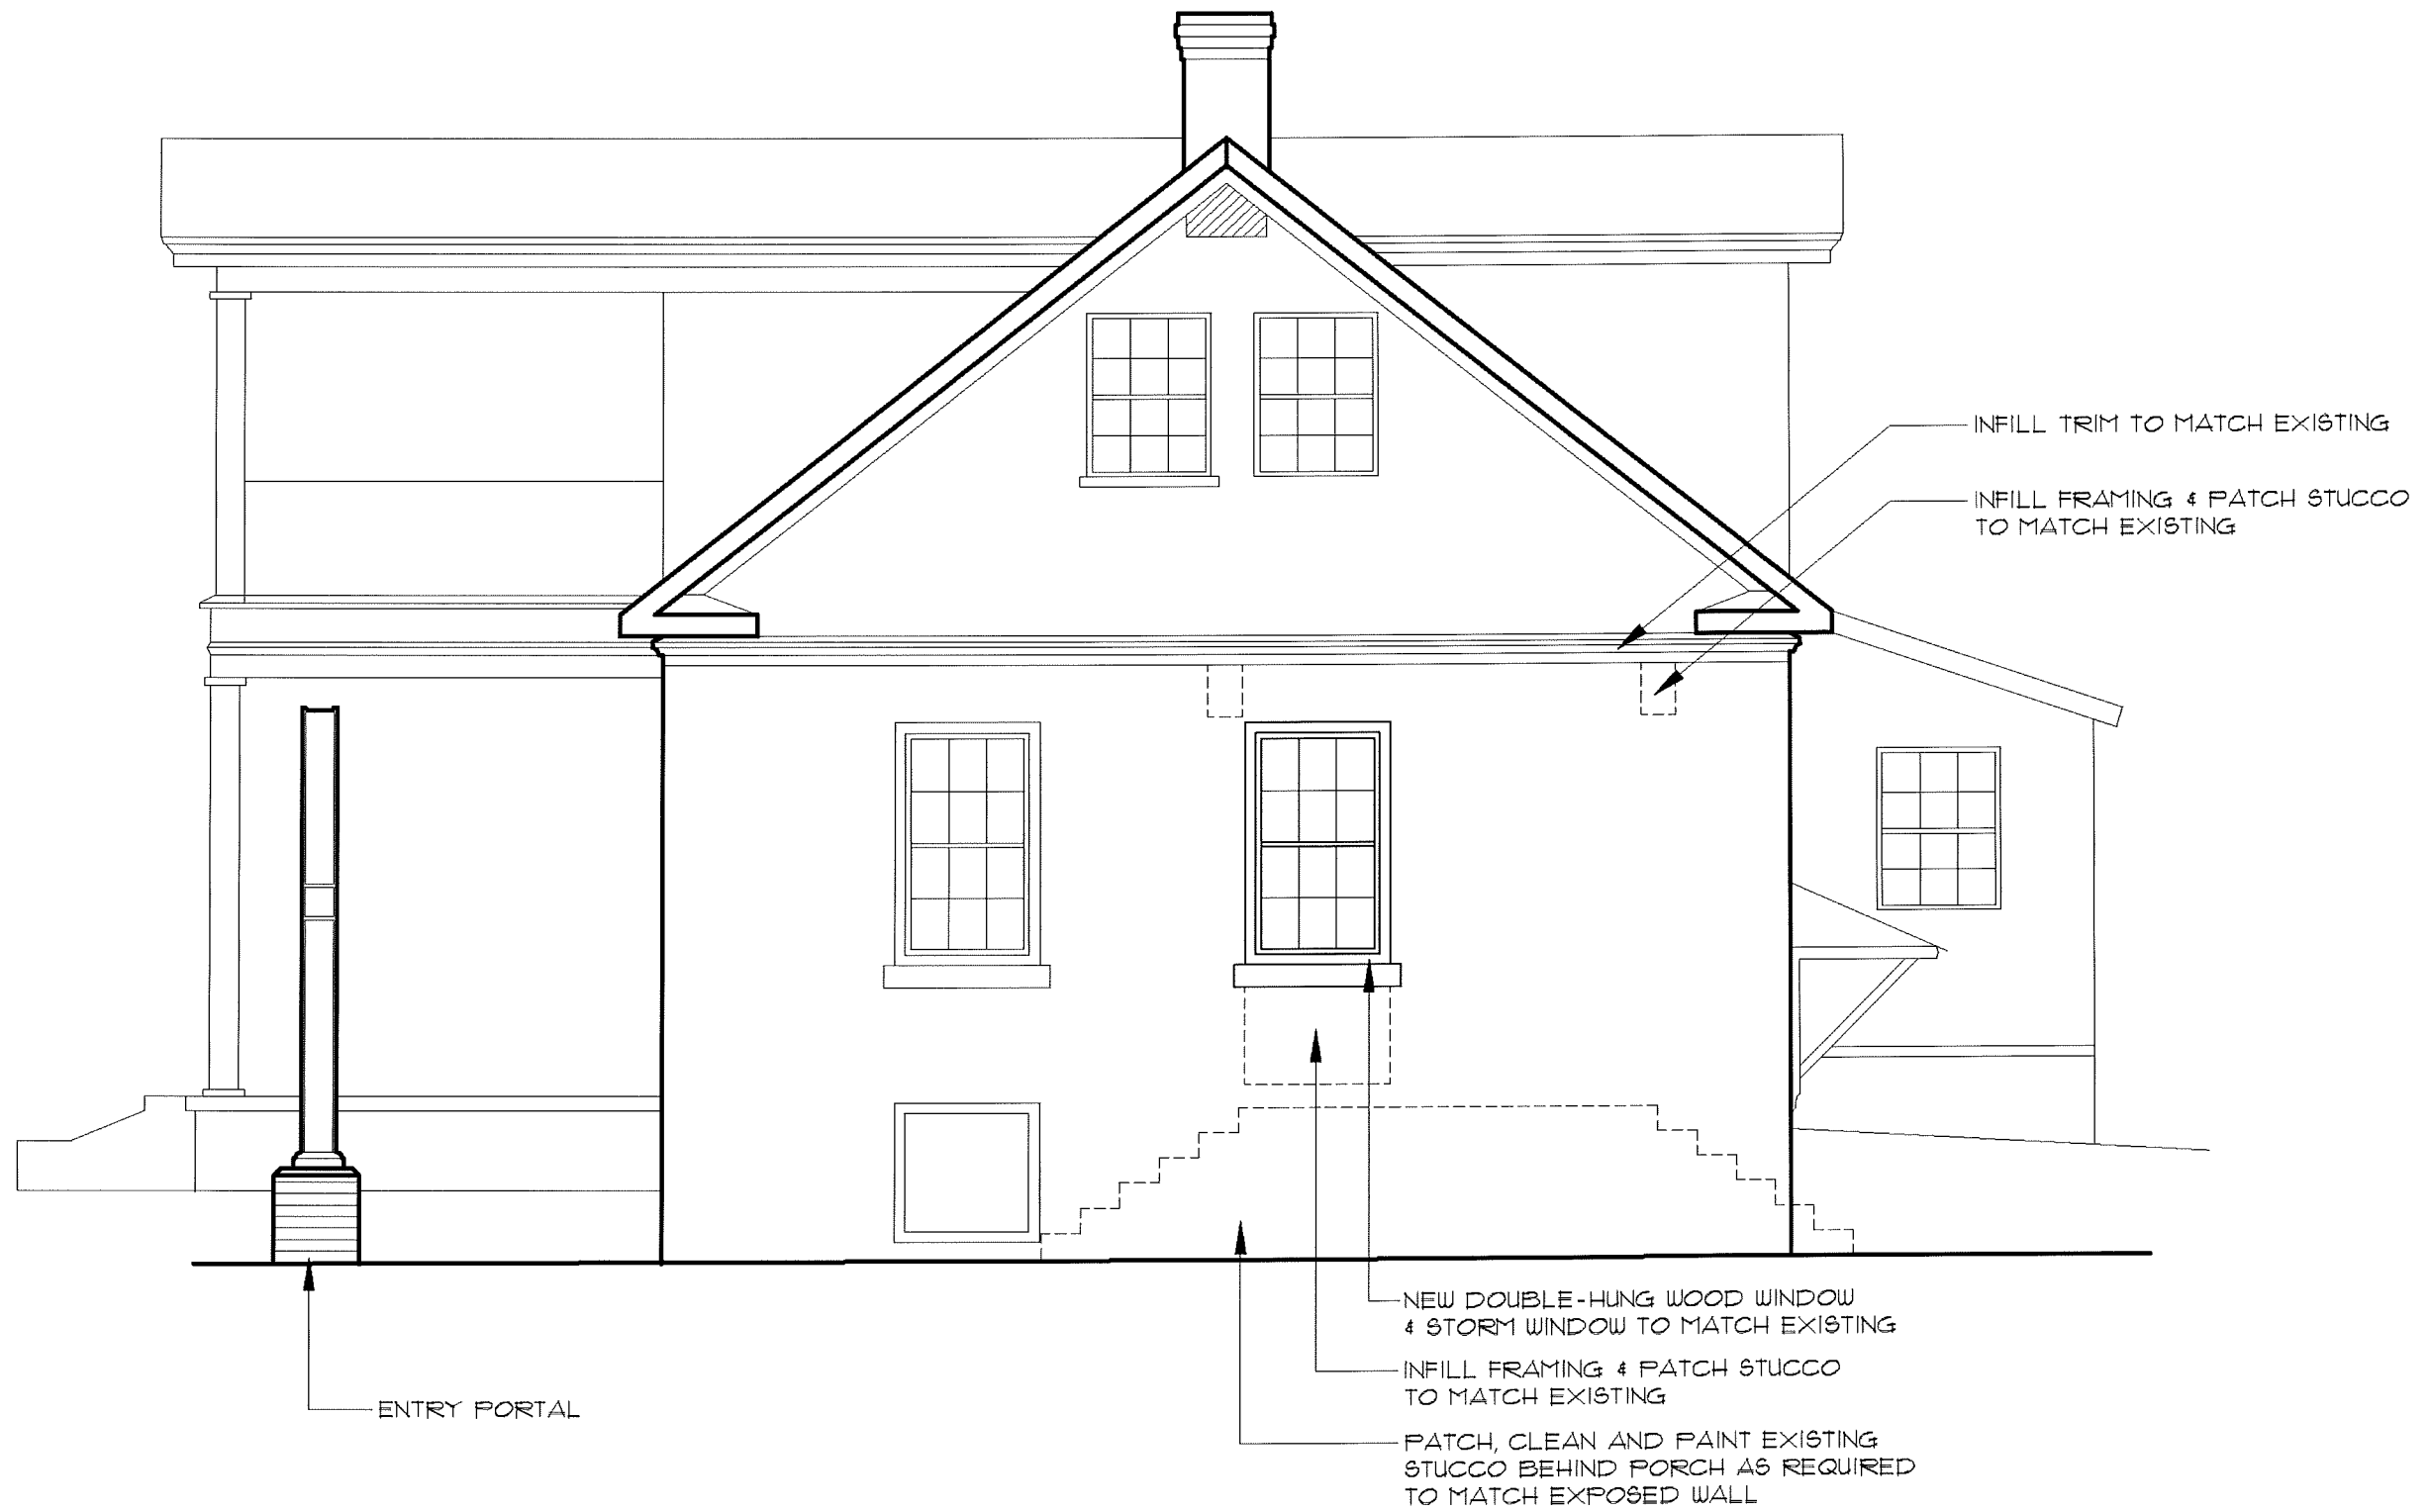 INFILL TRIM TO MATCH EXISTING
INFILL FRAMING & PATCH STUCCO
TO MATCH EXISTING
NEW DOUBLE-HUNG WOOD WINDOW
& STORM WINDOW TO MATCH EXISTING
INFILL FRAMING & PATCH STUCCO
TO MATCH EXISTING
ENTRY PORTAL
PATCH, CLEAN AND PAINT EXISTING
STUCCO BEHIND PORCH AS REQUIRED
TO MATCH EXPOSED WALL